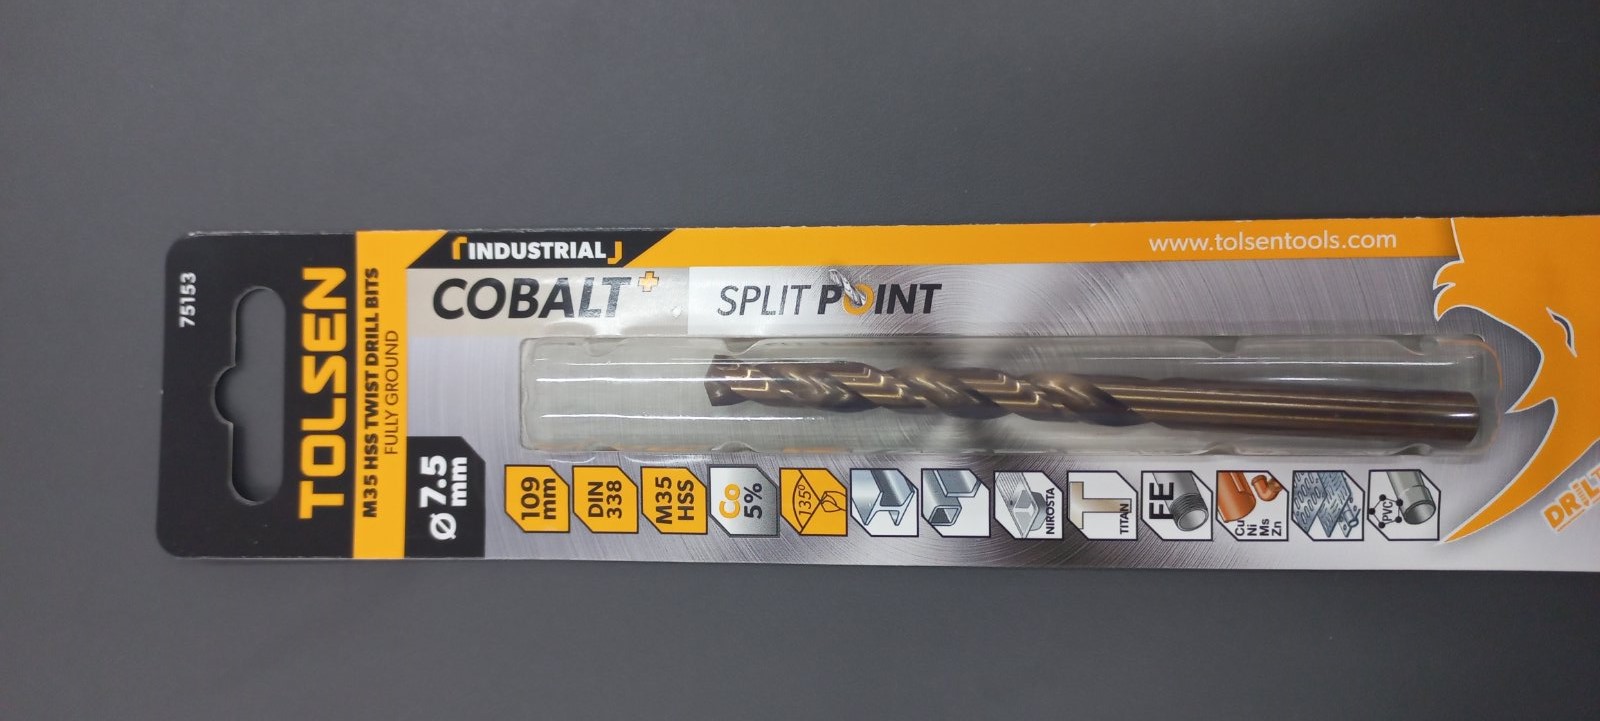 75153
TOLSEN
M35 HSS TWIST DRILL BITS
FULLY GROUND
INDUSTRIAL
COBALT+
SPLIT POINT
www.tolsentools.com
Ø 7.5
mm
109
mm
DIN
338
M35
HSS
Co
5%
135°
NIROSTA
TITAN
FE
Cu
Ni
Ms
Zn
PVC